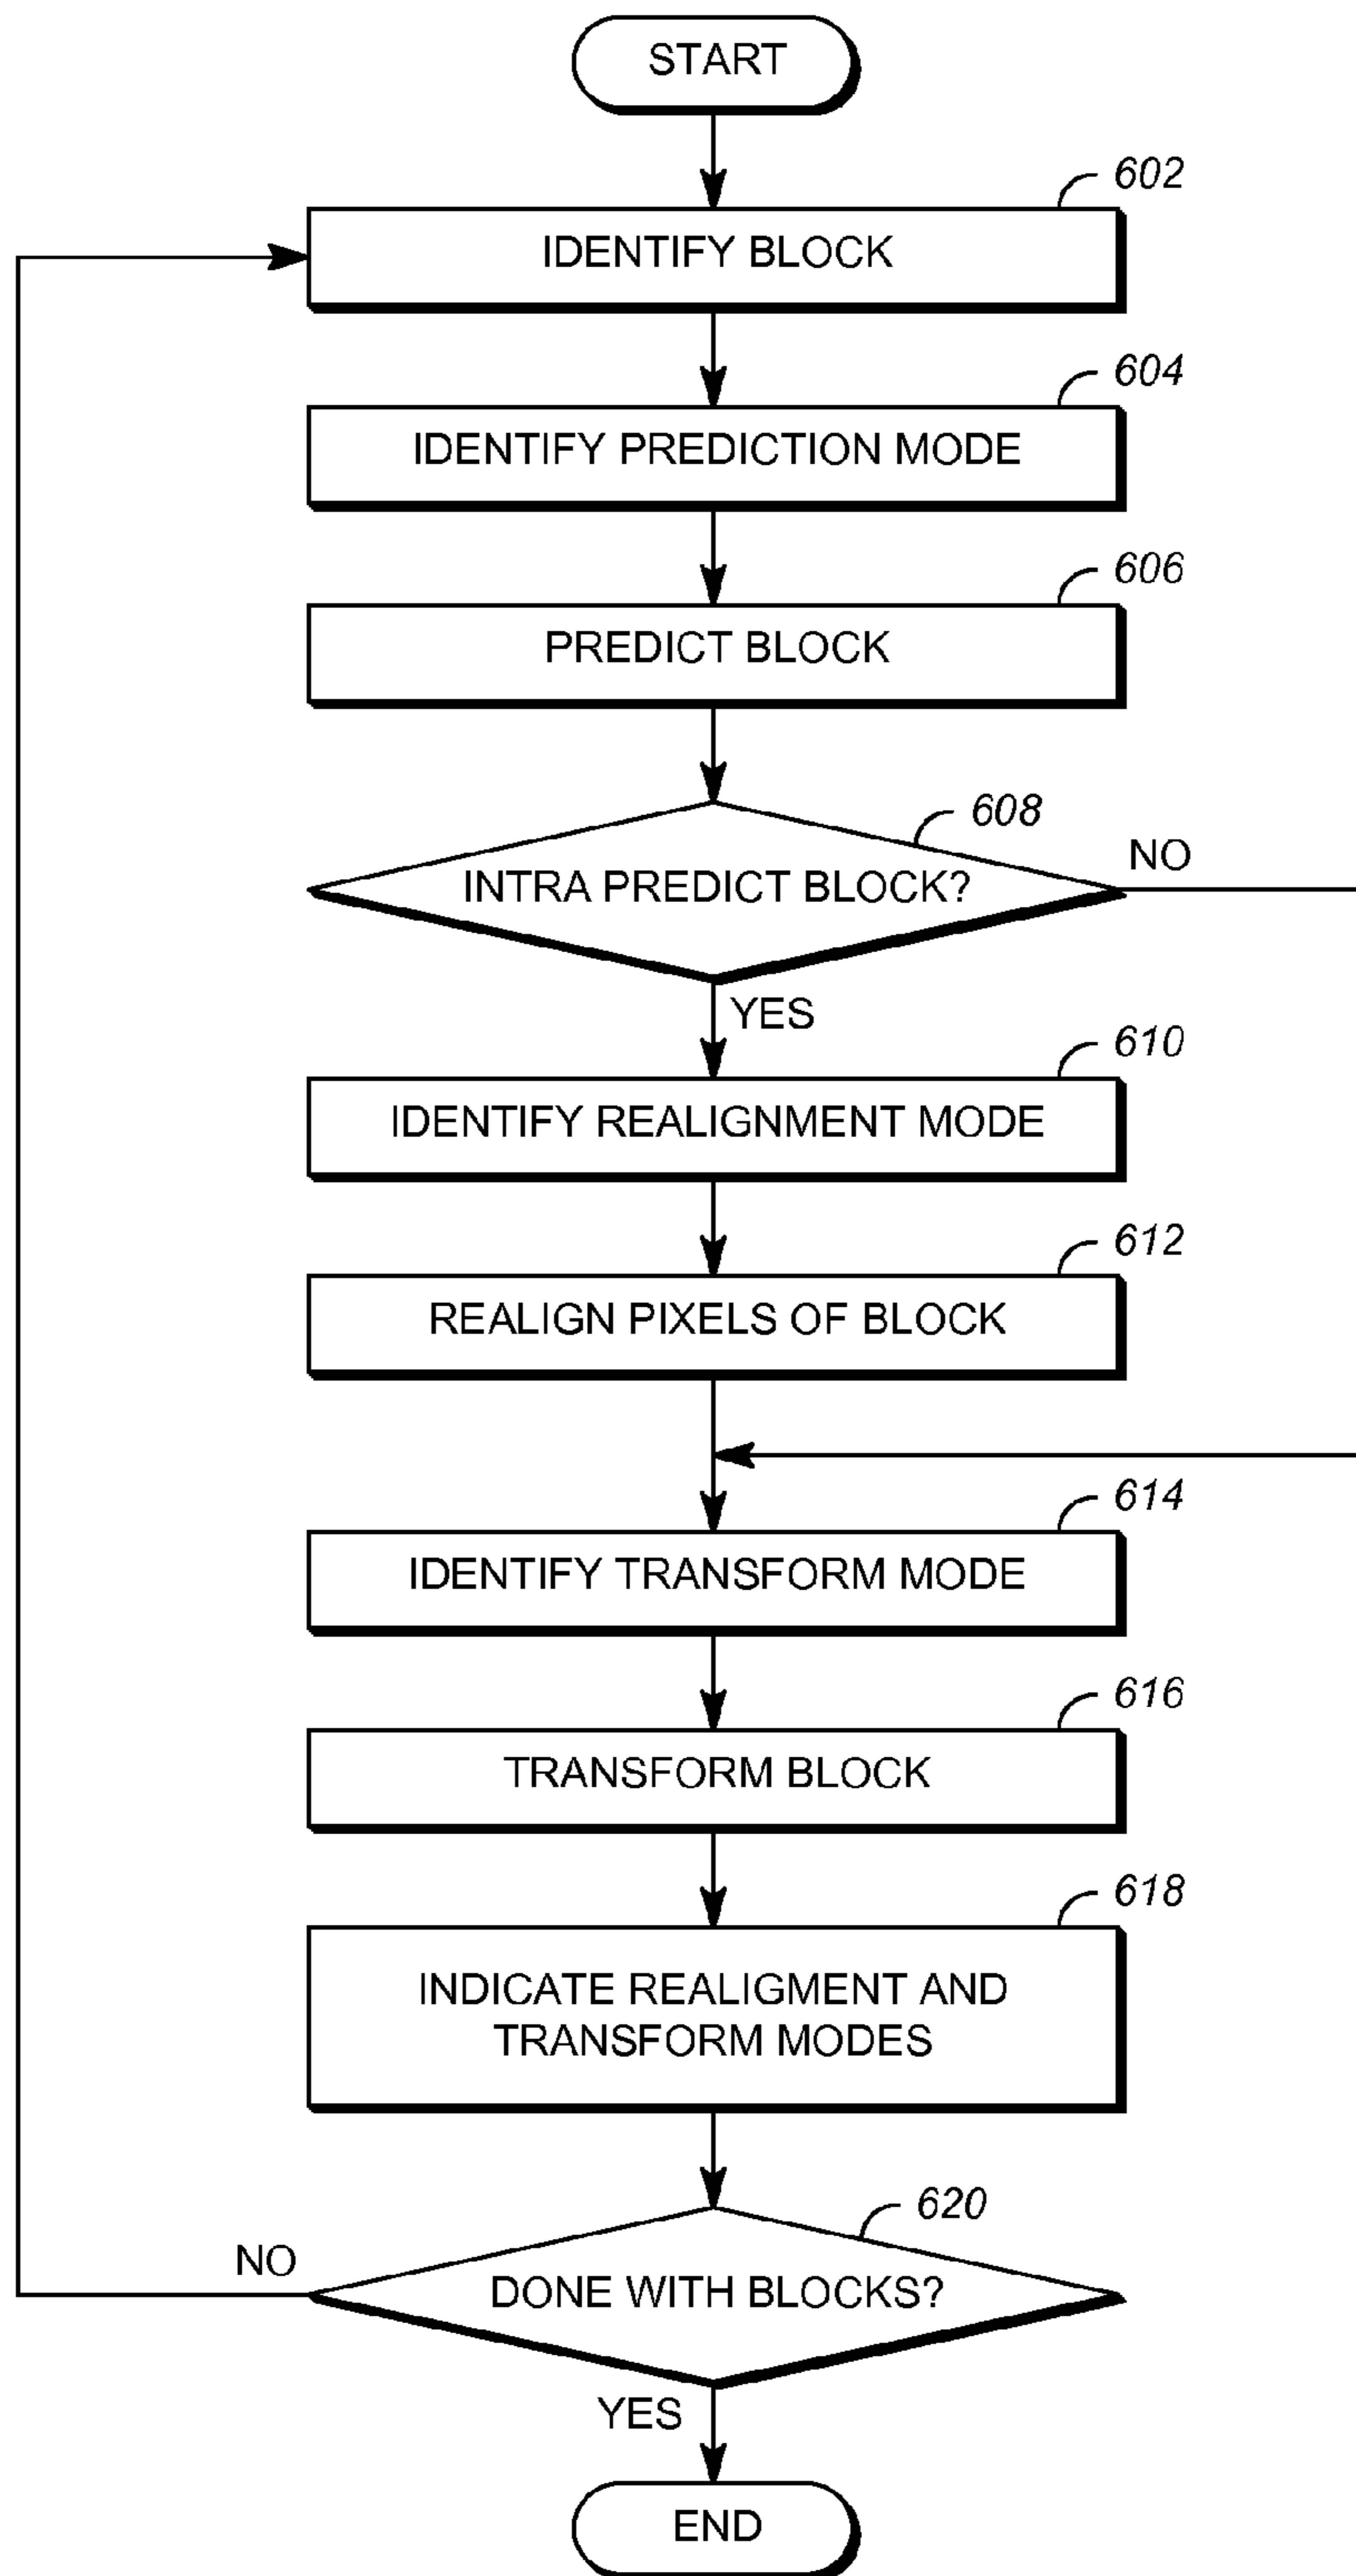 START
602
IDENTIFY BLOCK
604
IDENTIFY PREDICTION MODE
606
PREDICT BLOCK
608
INTRA PREDICT BLOCK?
NO
YES
610
IDENTIFY REALIGNMENT MODE
612
REALIGN PIXELS OF BLOCK
614
IDENTIFY TRANSFORM MODE
616
TRANSFORM BLOCK
618
INDICATE REALIGMENT AND
TRANSFORM MODES
620
NO
DONE WITH BLOCKS?
YES
END